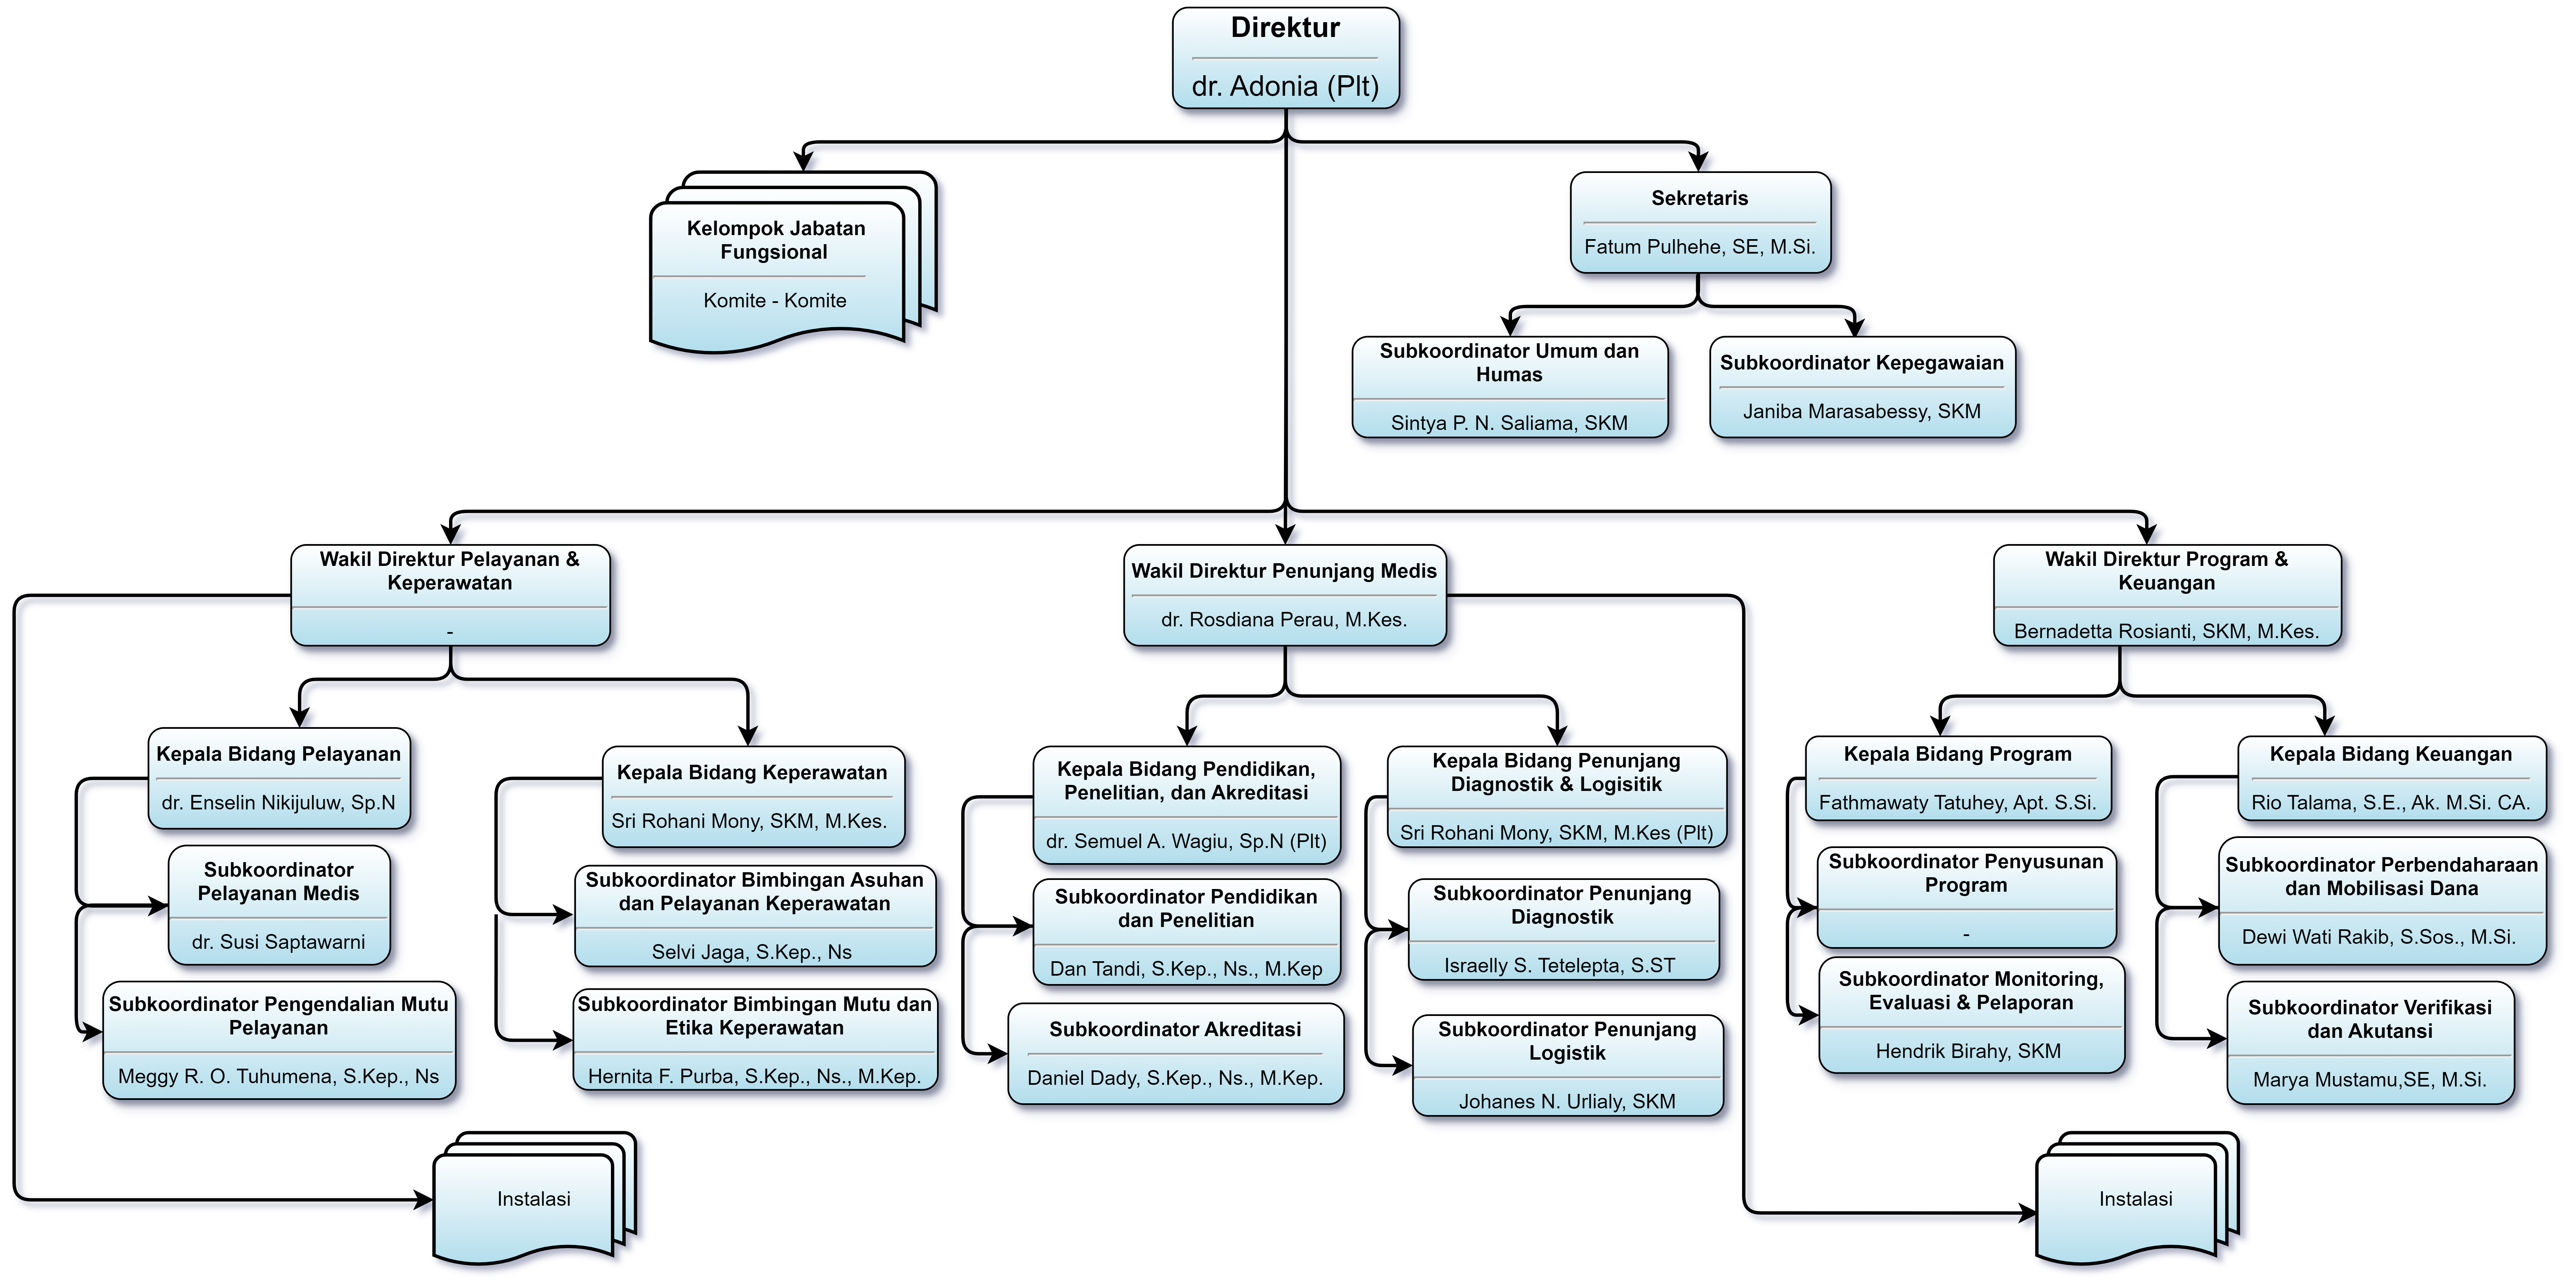 Direktur
dr. Adonia (Plt)
Kelompok Jabatan
Fungsional
Komite - Komite
Sekretaris
Fatum Pulhehe, SE, M.Si.
Subkoordinator Umum dan
Humas
Sintya P. N. Saliama, SKM
Subkoordinator Kepegawaian
Janiba Marasabessy, SKM
Wakil Direktur Pelayanan &
Keperawatan
-
Wakil Direktur Penunjang Medis
dr. Rosdiana Perau, M.Kes.
Wakil Direktur Program &
Keuangan
Bernadetta Rosianti, SKM, M.Kes.
Kepala Bidang Pelayanan
dr. Enselin Nikijuluw, Sp.N
Subkoordinator
Pelayanan Medis
dr. Susi Saptawarni
Subkoordinator Pengendalian Mutu
Pelayanan
Meggy R. O. Tuhumena, S.Kep., Ns
Kepala Bidang Keperawatan
Sri Rohani Mony, SKM, M.Kes.
Subkoordinator Bimbingan Asuhan
dan Pelayanan Keperawatan
Selvi Jaga, S.Kep., Ns
Subkoordinator Bimbingan Mutu dan
Etika Keperawatan
Hernita F. Purba, S.Kep., Ns., M.Kep.
Kepala Bidang Pendidikan,
Penelitian, dan Akreditasi
dr. Semuel A. Wagiu, Sp.N (Plt)
Subkoordinator Pendidikan
dan Penelitian
Dan Tandi, S.Kep., Ns., M.Kep
Subkoordinator Akreditasi
Daniel Dady, S.Kep., Ns., M.Kep.
Kepala Bidang Penunjang
Diagnostik & Logisitik
Sri Rohani Mony, SKM, M.Kes (Plt)
Subkoordinator Penunjang
Diagnostik
Israelly S. Tetelepta, S.ST
Subkoordinator Penunjang
Logistik
Johanes N. Urlialy, SKM
Kepala Bidang Program
Fathmawaty Tatuhey, Apt. S.Si.
Subkoordinator Penyusunan
Program
-
Subkoordinator Monitoring,
Evaluasi & Pelaporan
Hendrik Birahy, SKM
Kepala Bidang Keuangan
Rio Talama, S.E., Ak. M.Si. CA.
Subkoordinator Perbendaharaan
dan Mobilisasi Dana
Dewi Wati Rakib, S.Sos., M.Si.
Subkoordinator Verifikasi
dan Akutansi
Marya Mustamu,SE, M.Si.
Instalasi
Instalasi